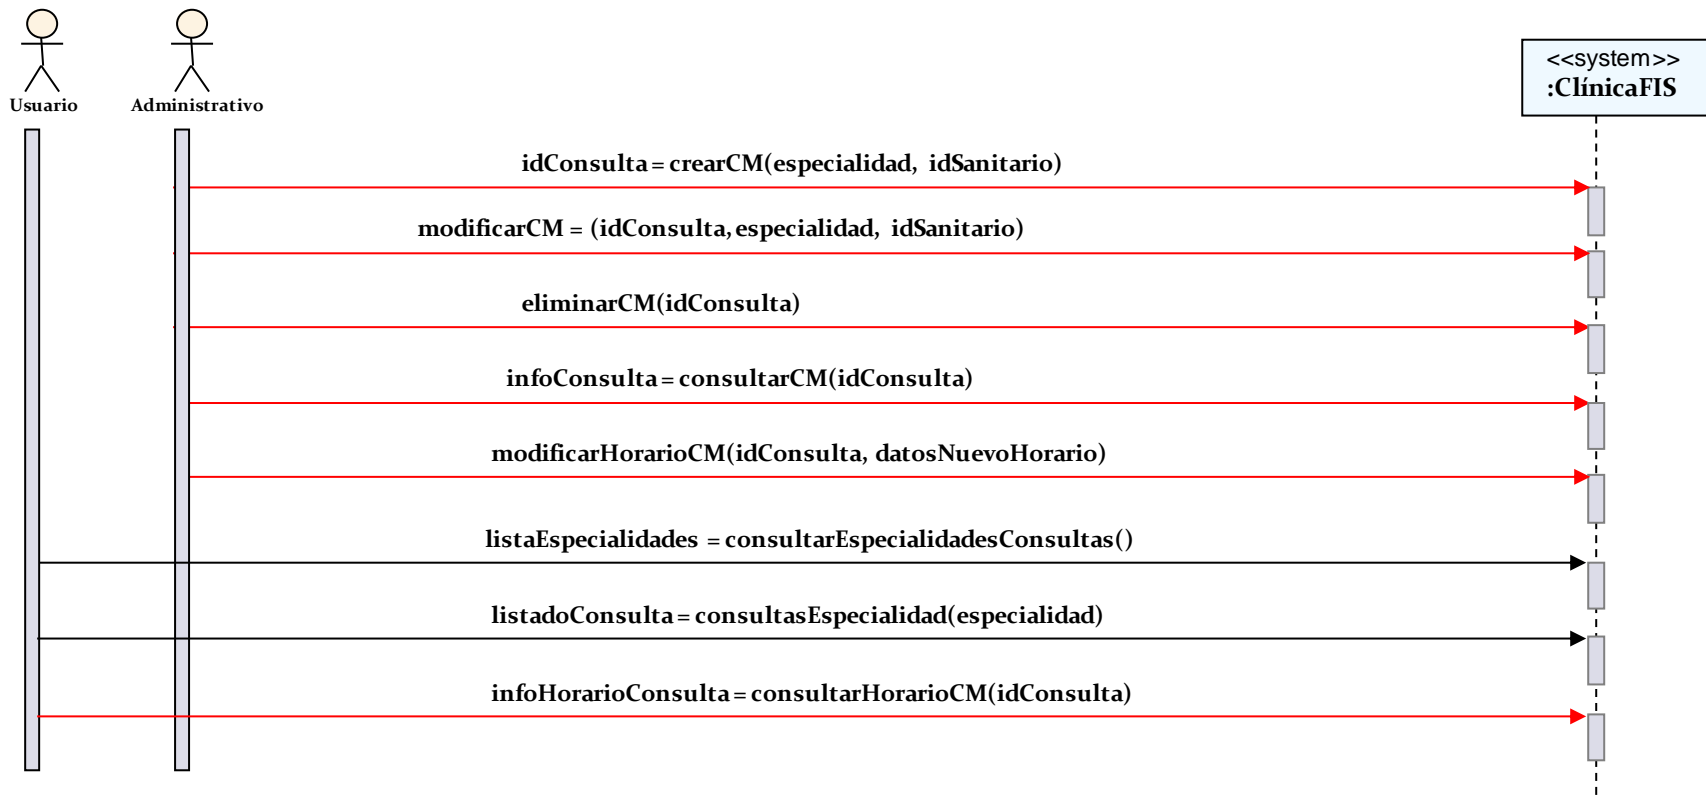 Usuario
Administrativo
<<system>>
:ClínicaFIS
idConsulta = crearCM(especialidad, idSanitario)
modificarCM = (idConsulta, especialidad, idSanitario)
eliminarCM(idConsulta)
infoConsulta = consultarCM(idConsulta)
modificarHorarioCM(idConsulta, datosNuevoHorario)
listaEspecialidades = consultarEspecialidadesConsultas()
listadoConsulta = consultasEspecialidad(especialidad)
infoHorarioConsulta = consultarHorarioCM(idConsulta)